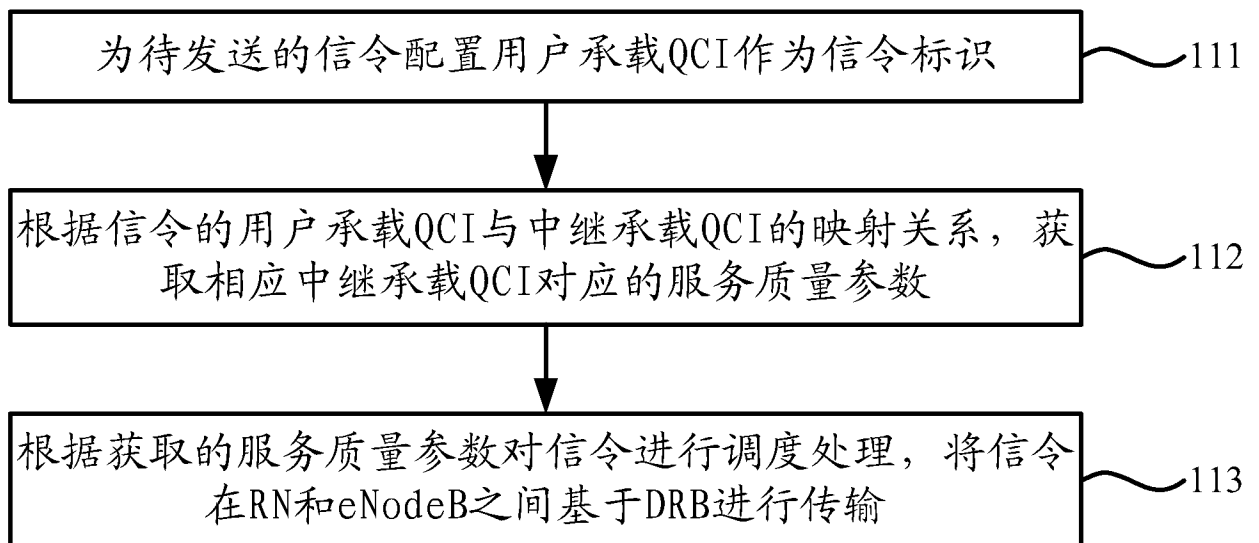 为待发送的信令配置用户承载QCI作为信令标识
111
根据信令的用户承载QCI与中继承载QCI的映射关系，获
取相应中继承载QCI对应的服务质量参数
112
根据获取的服务质量参数对信令进行调度处理，将信令
在RN和eNodeB之间基于DRB进行传输
113